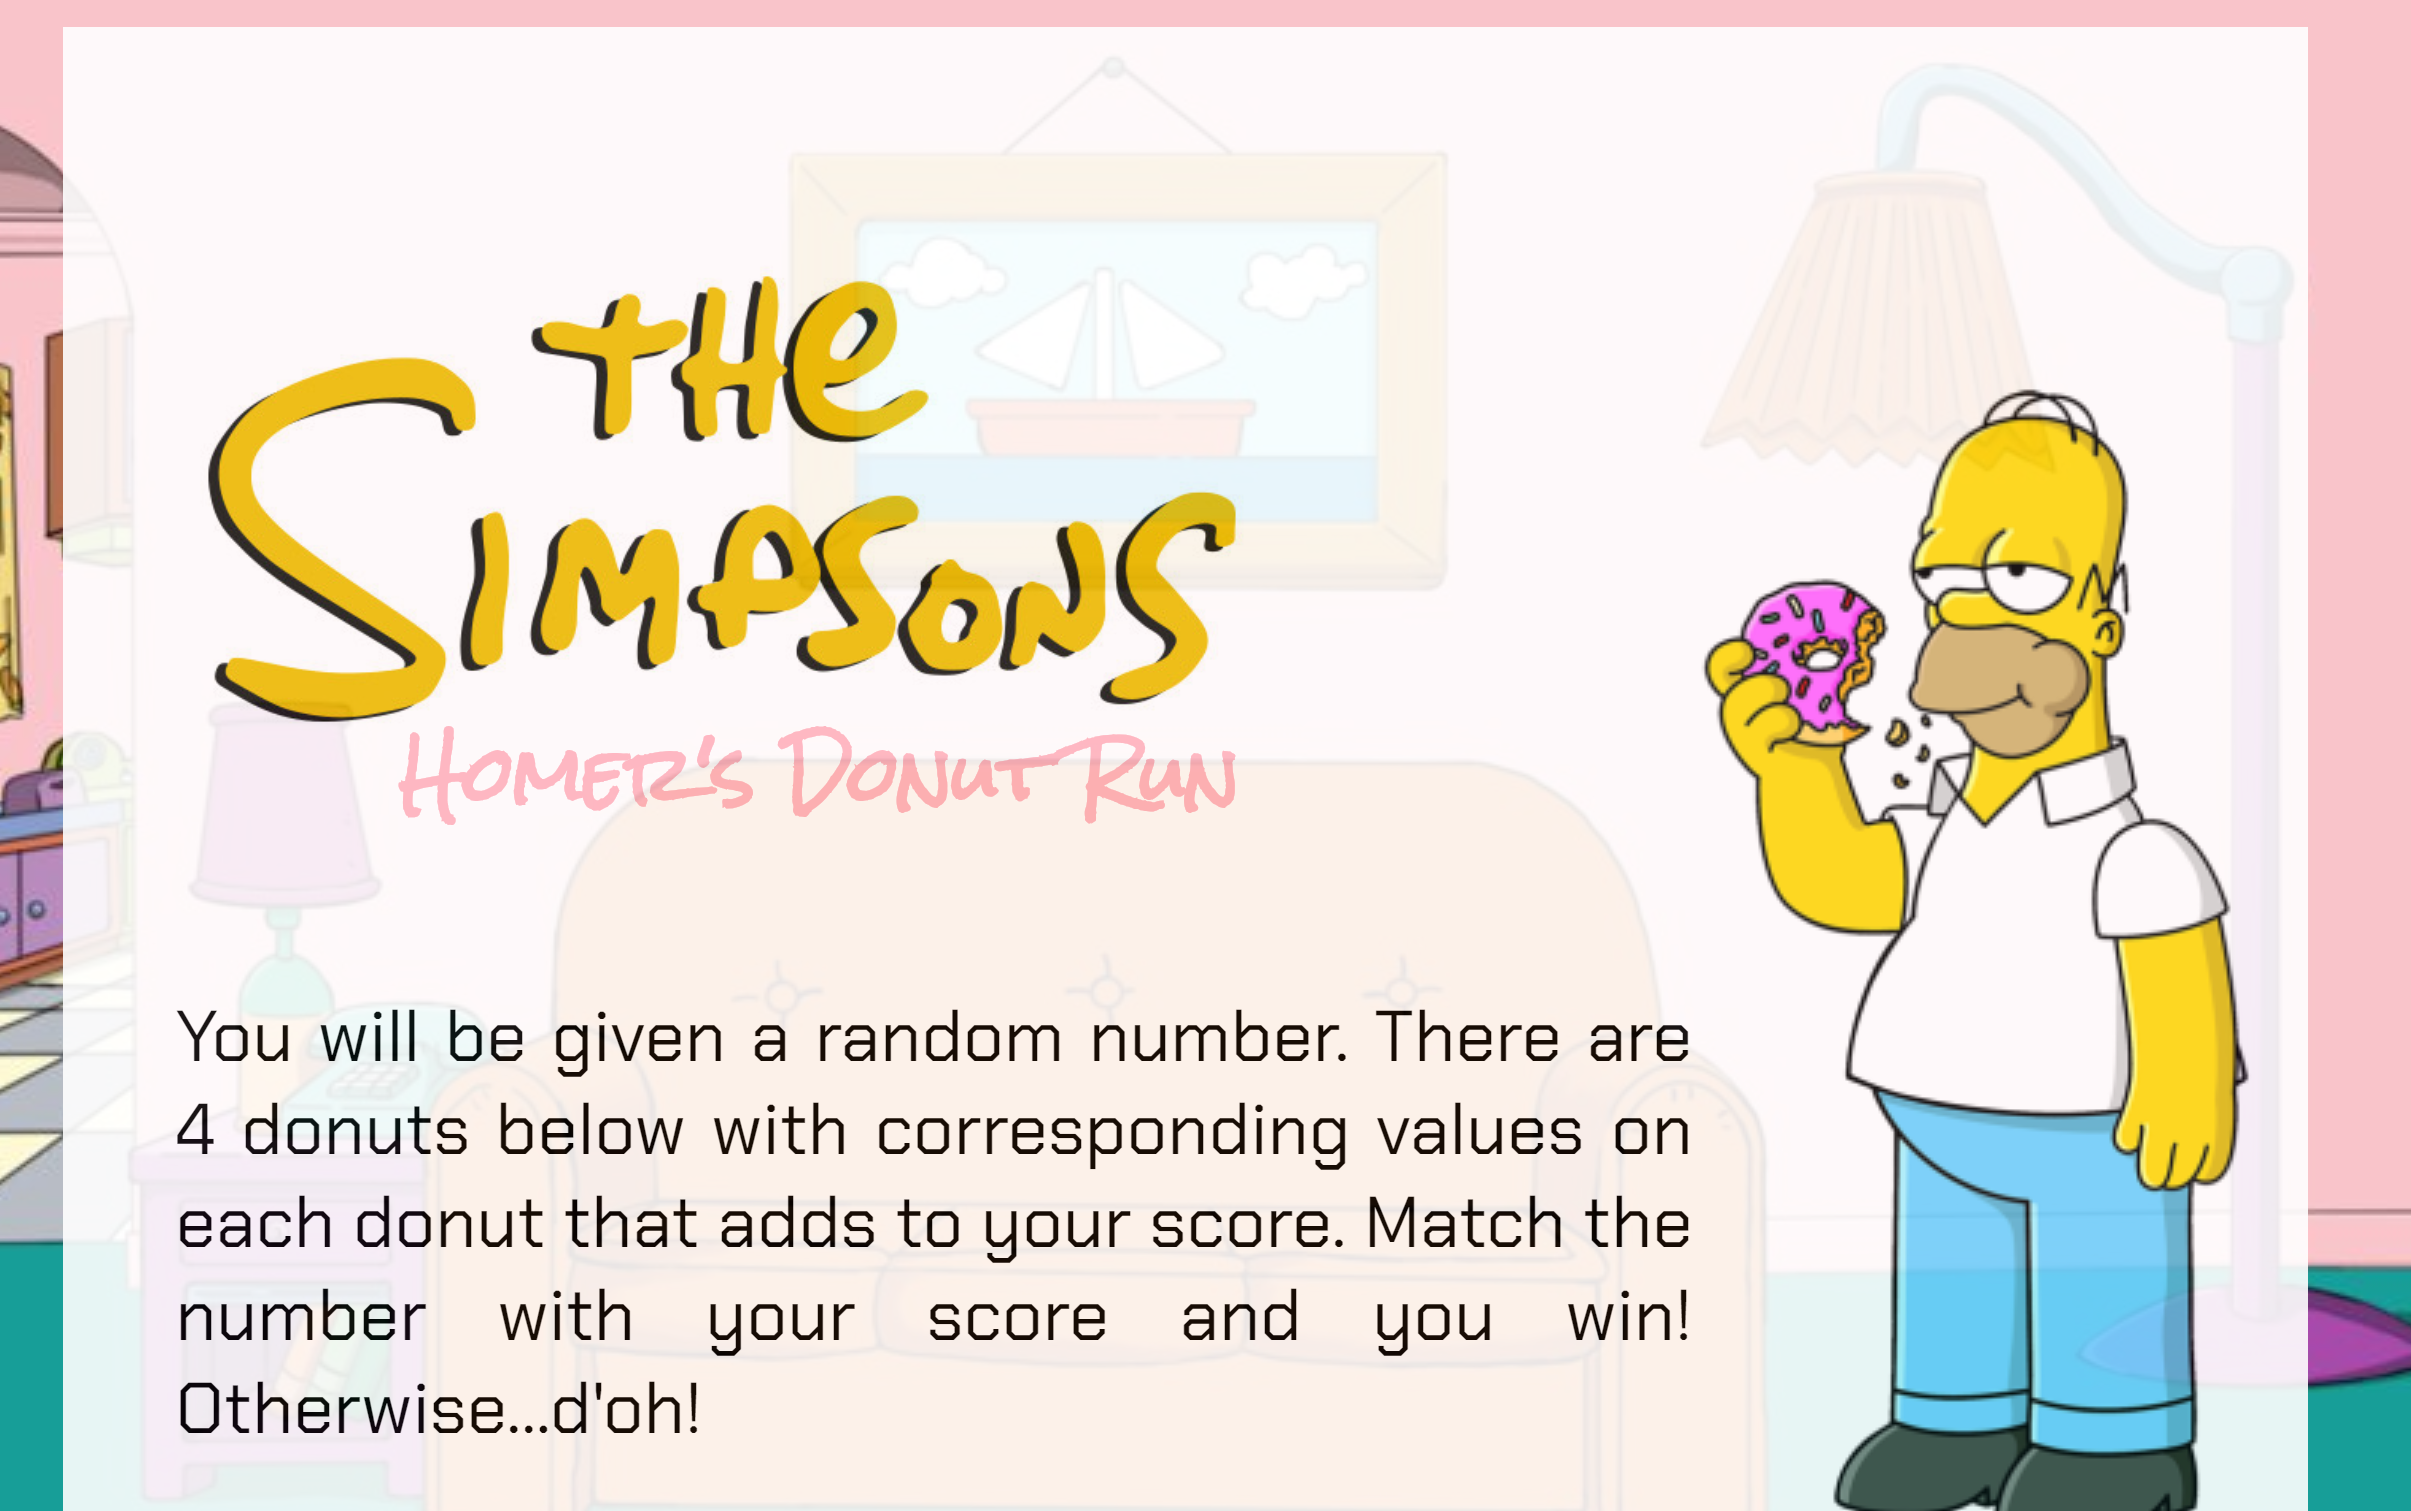 THE
SIMPSONS
HOMER'S DONUT RUN
You will be given a random number. There are
4 donuts below with corresponding values on
each donut that adds to your score. Match the
number with your score and you win!
Otherwise...d'oh!